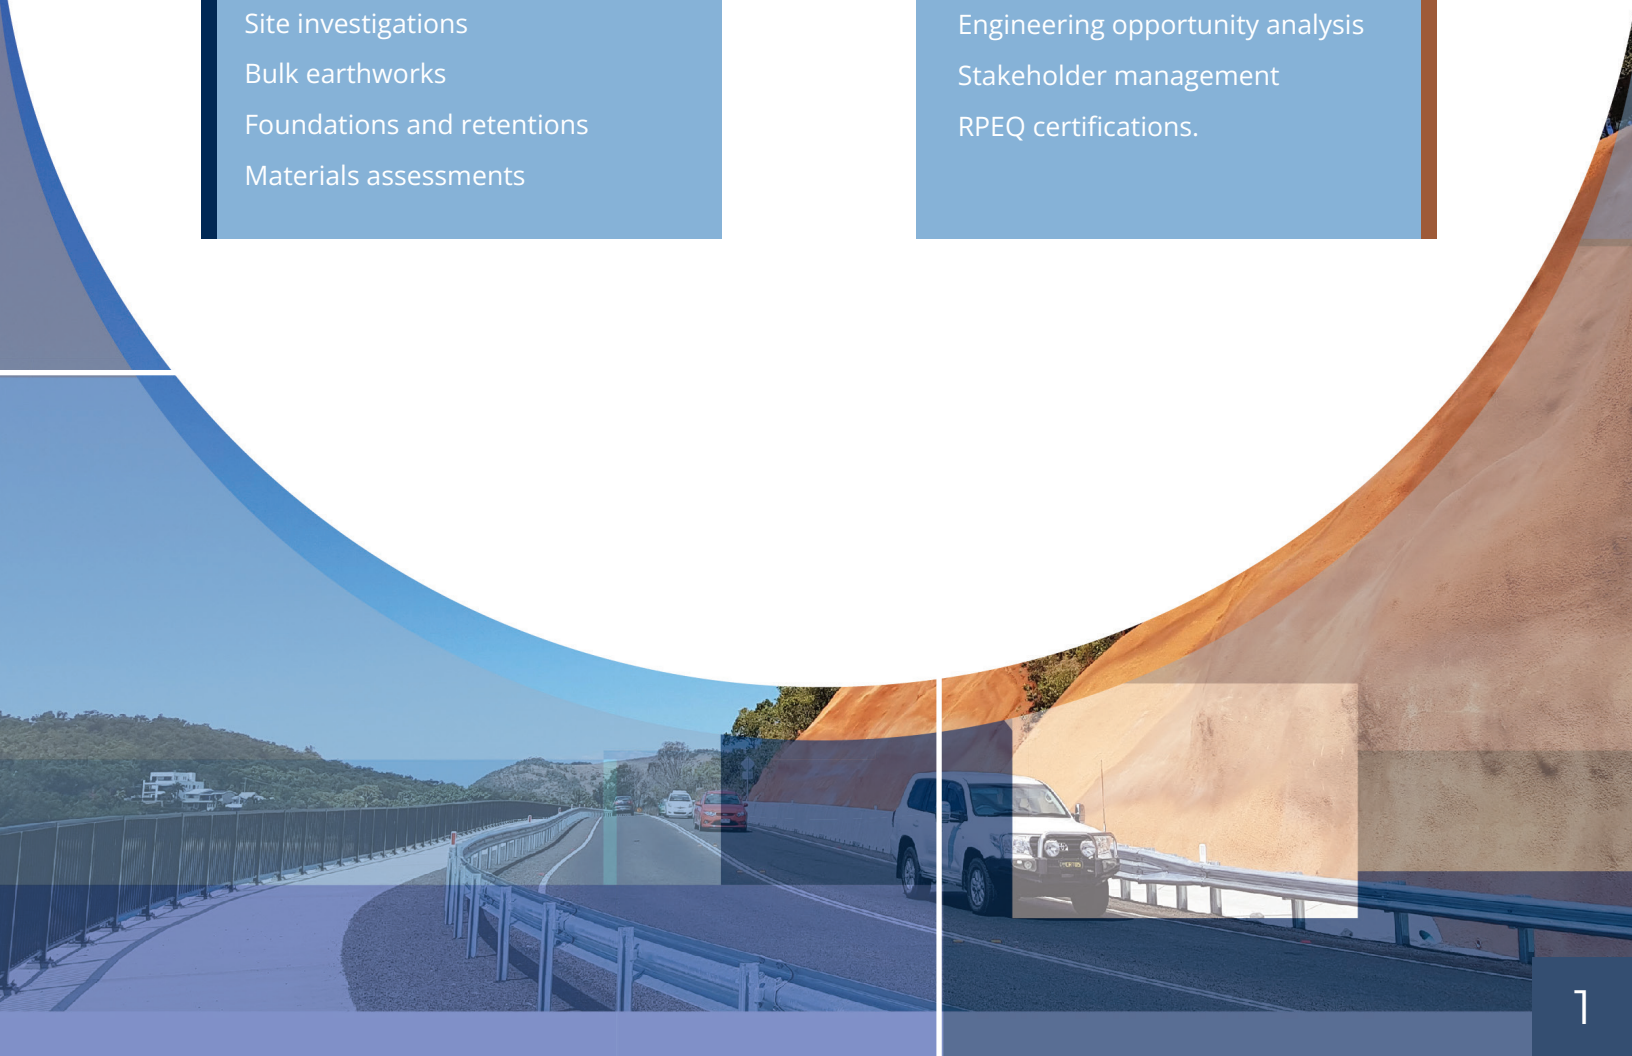 Site investigations
Bulk earthworks
Foundations and retentions
Materials assessments
Engineering opportunity analysis
Stakeholder management
RPEQ certifications.
1